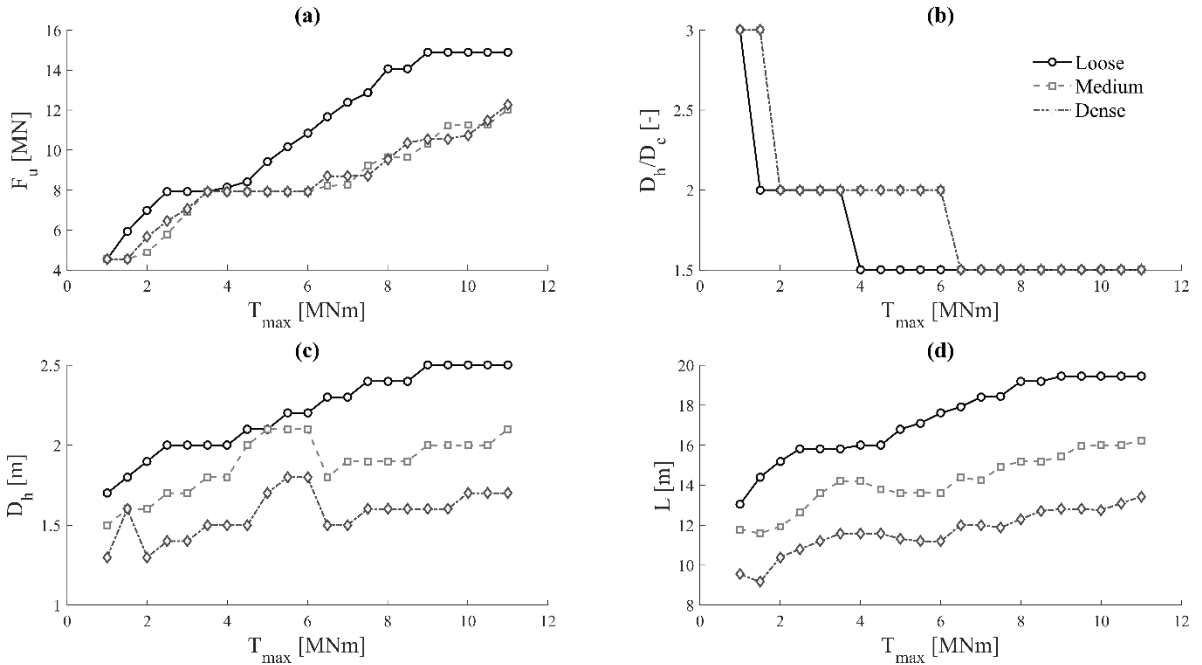 (a)
16
14
12
10
8
6
4
F_u [MN]
0 2 4 6 8 10 12
T_max [MNm]
(b)
3
2.5
2
1.5
D_h/D_c [-]
0 2 4 6 8 10 12
T_max [MNm]
Loose
Medium
Dense
(c)
2.5
2
1.5
1
D_h [m]
0 2 4 6 8 10 12
T_max [MNm]
(d)
20
18
16
14
12
10
8
L [m]
0 2 4 6 8 10 12
T_max [MNm]